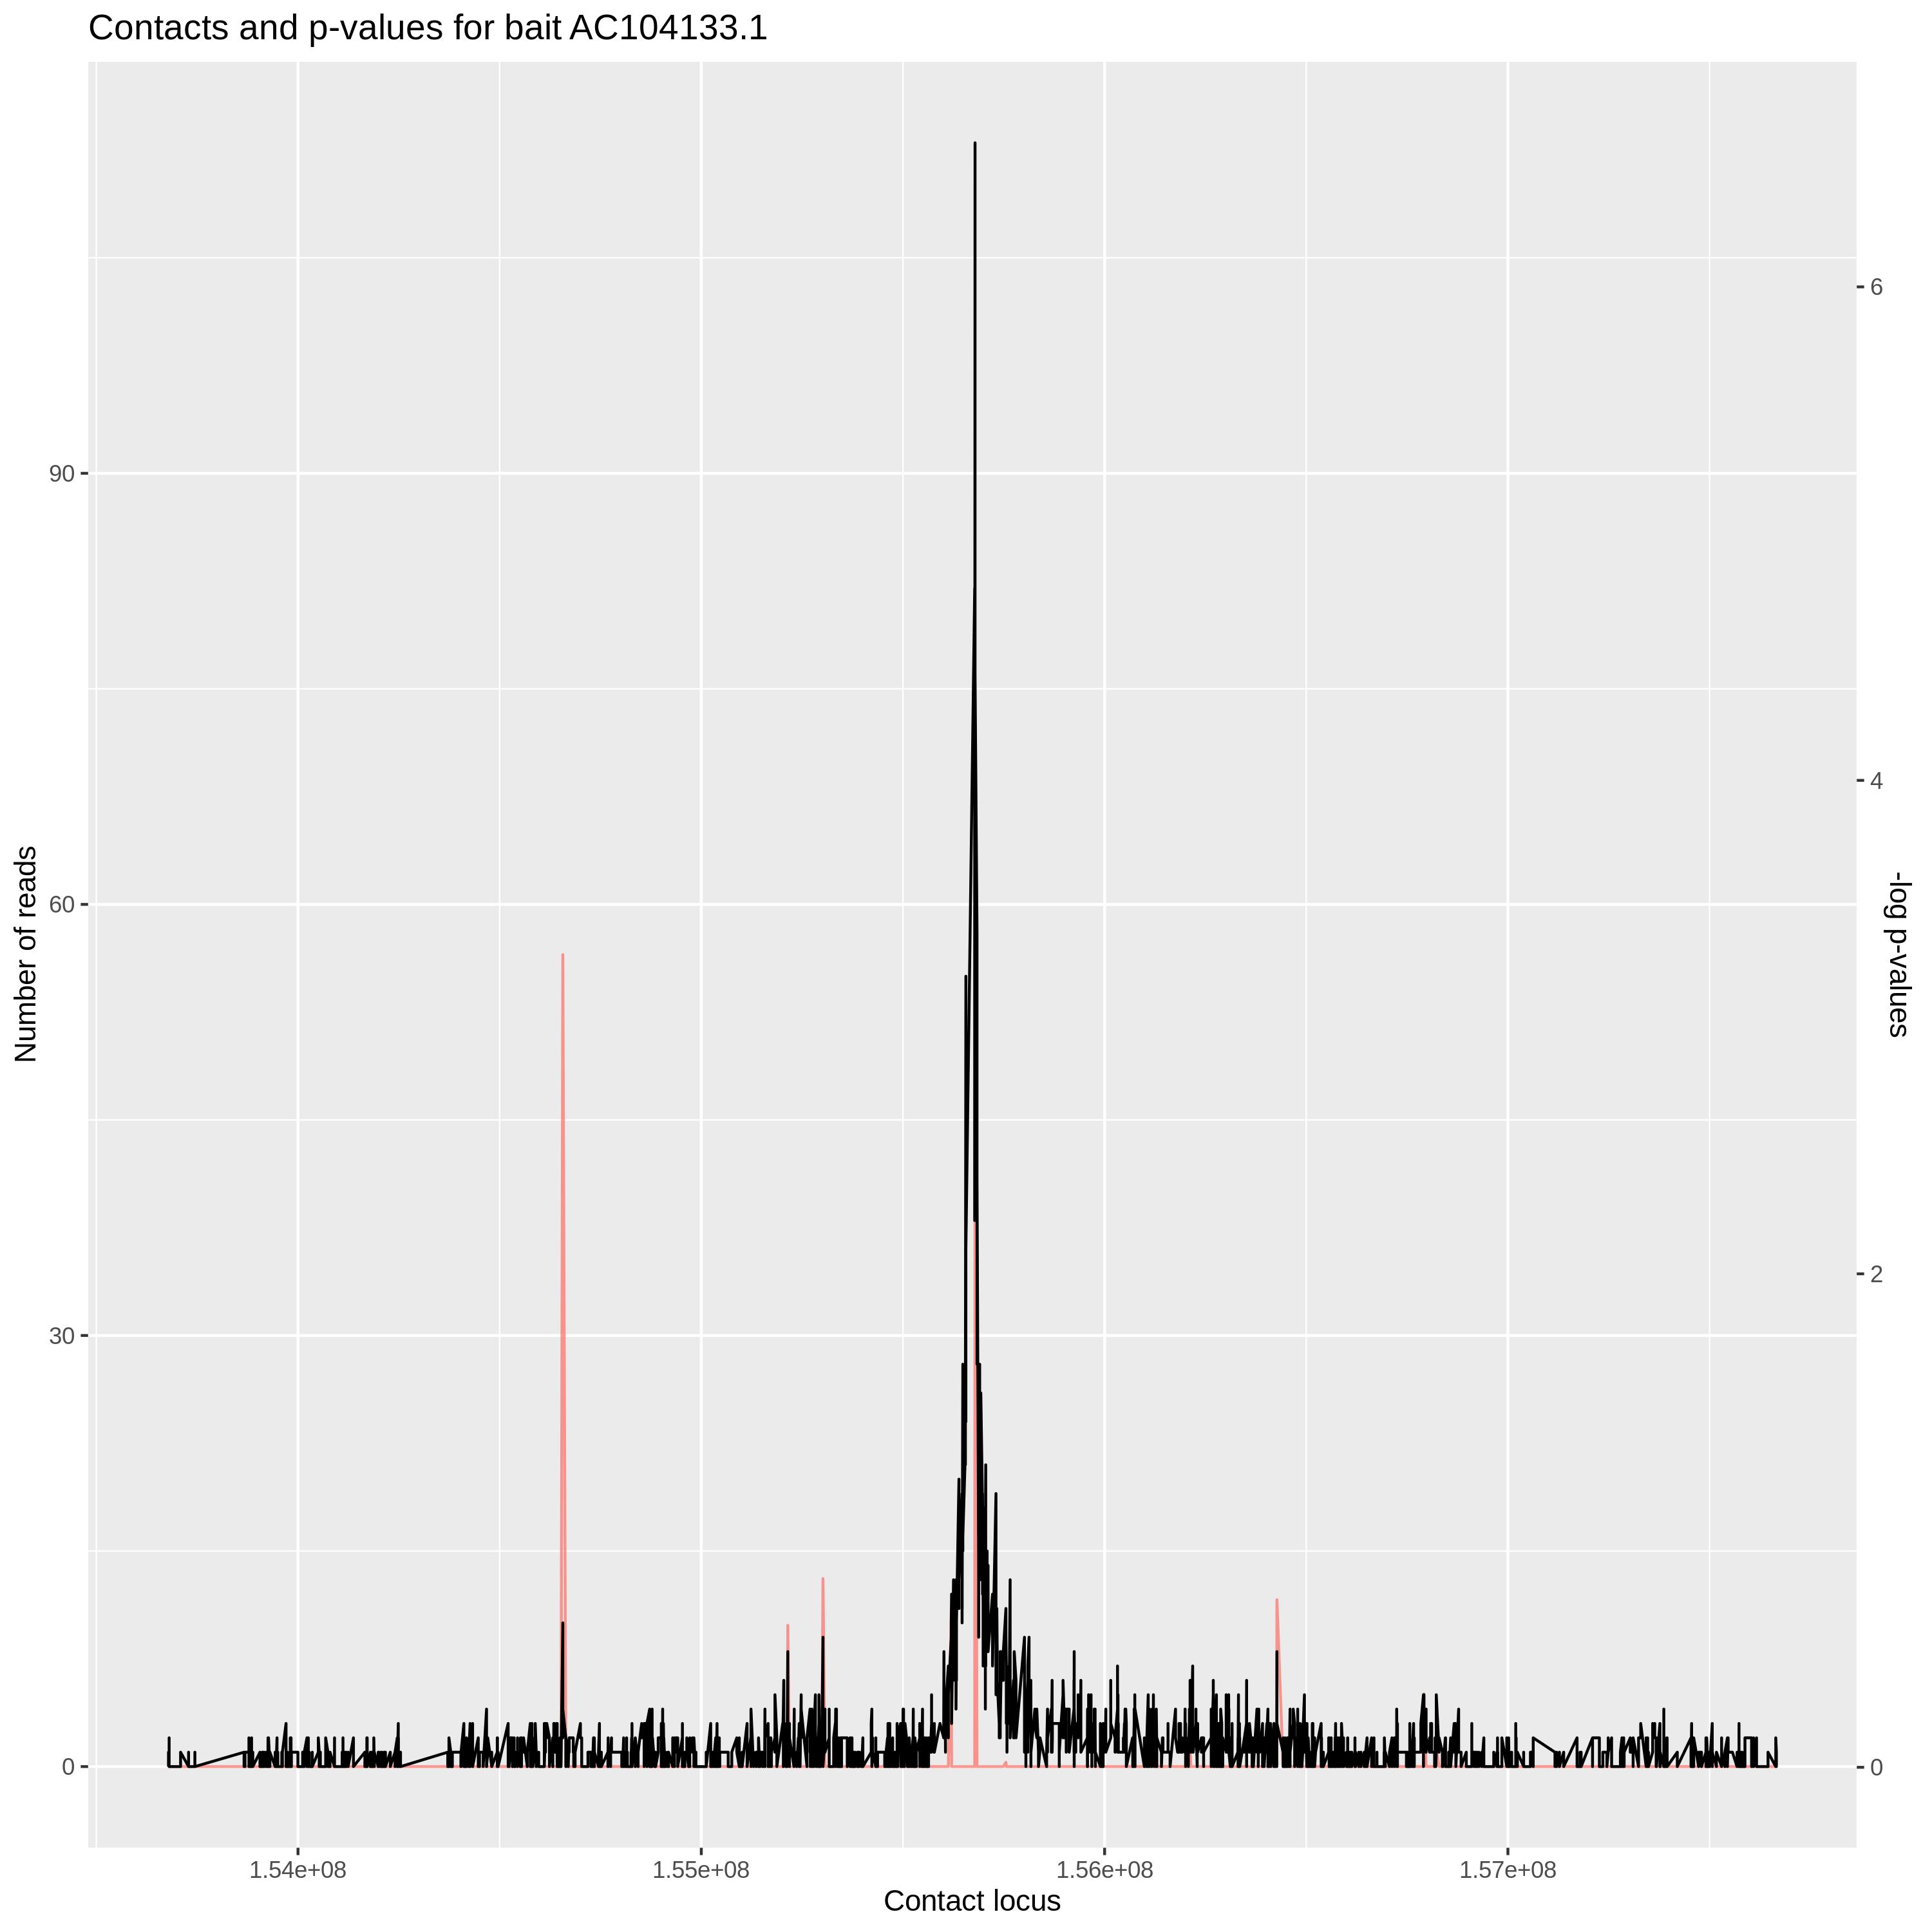 Contacts and p-values for bait AC104133.1
Number of reads
90
60
30
0
6
4
2
0
-log p-values
1.54e+08 1.55e+08 1.56e+08 1.57e+08
Contact locus